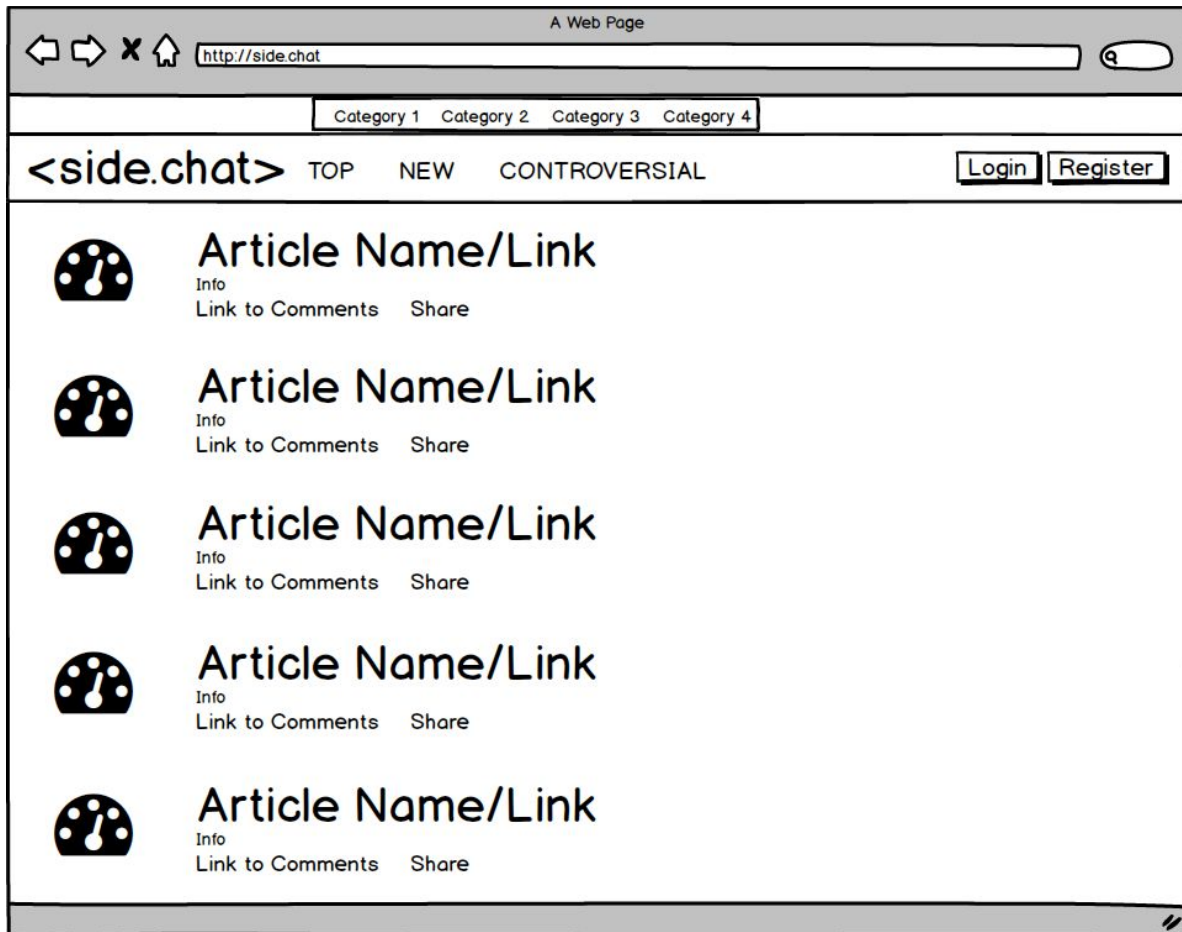 A Web Page
http://side.chat
Category 1 Category 2 Category 3 Category 4
<side.chat> TOP NEW CONTROVERSIAL Login Register
Article Name/Link
Info
Link to Comments Share
Article Name/Link
Info
Link to Comments Share
Article Name/Link
Info
Link to Comments Share
Article Name/Link
Info
Link to Comments Share
Article Name/Link
Info
Link to Comments Share